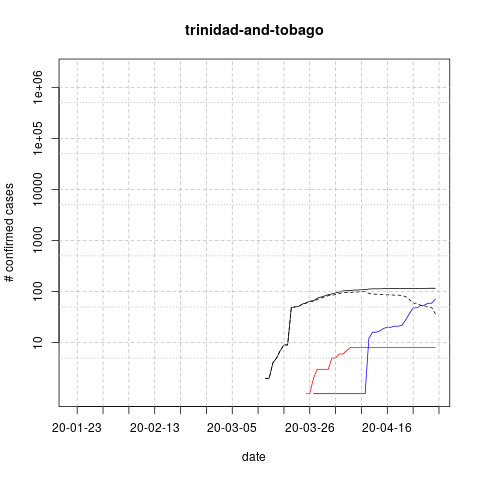 trinidad-and-tobago
# confirmed cases
1e+06
1e+05
10000
1000
100
10
20-01-23
20-02-13
20-03-05
20-03-26
20-04-16
date